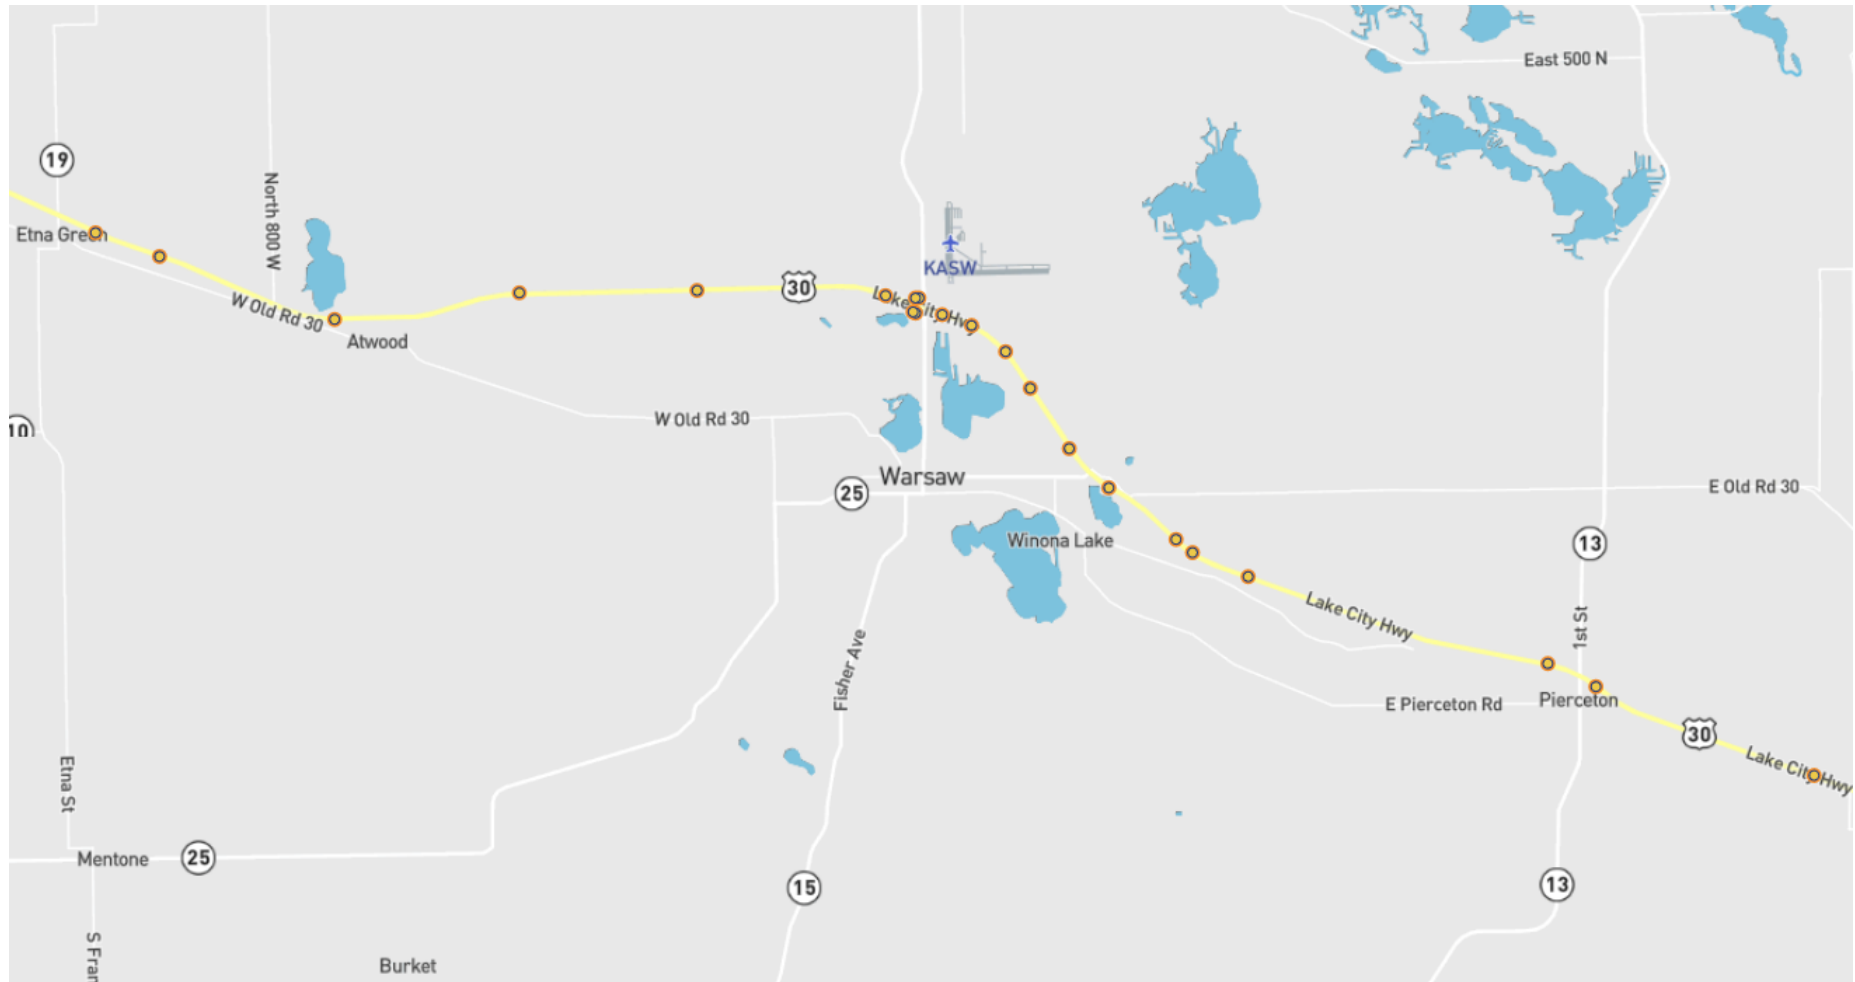 East 500 N
19
North 800 W
Etna Green
KASW
30
Lake City Hwy
W Old Rd 30
Atwood
W Old Rd 30
10
Warsaw
25
E Old Rd 30
Winona Lake
13
Lake City Hwy
1st St
Fisher Ave
E Pierceton Rd
Pierceton
30
Lake City Hwy
Etna St
Mentone
25
15
13
S Fran
Burket